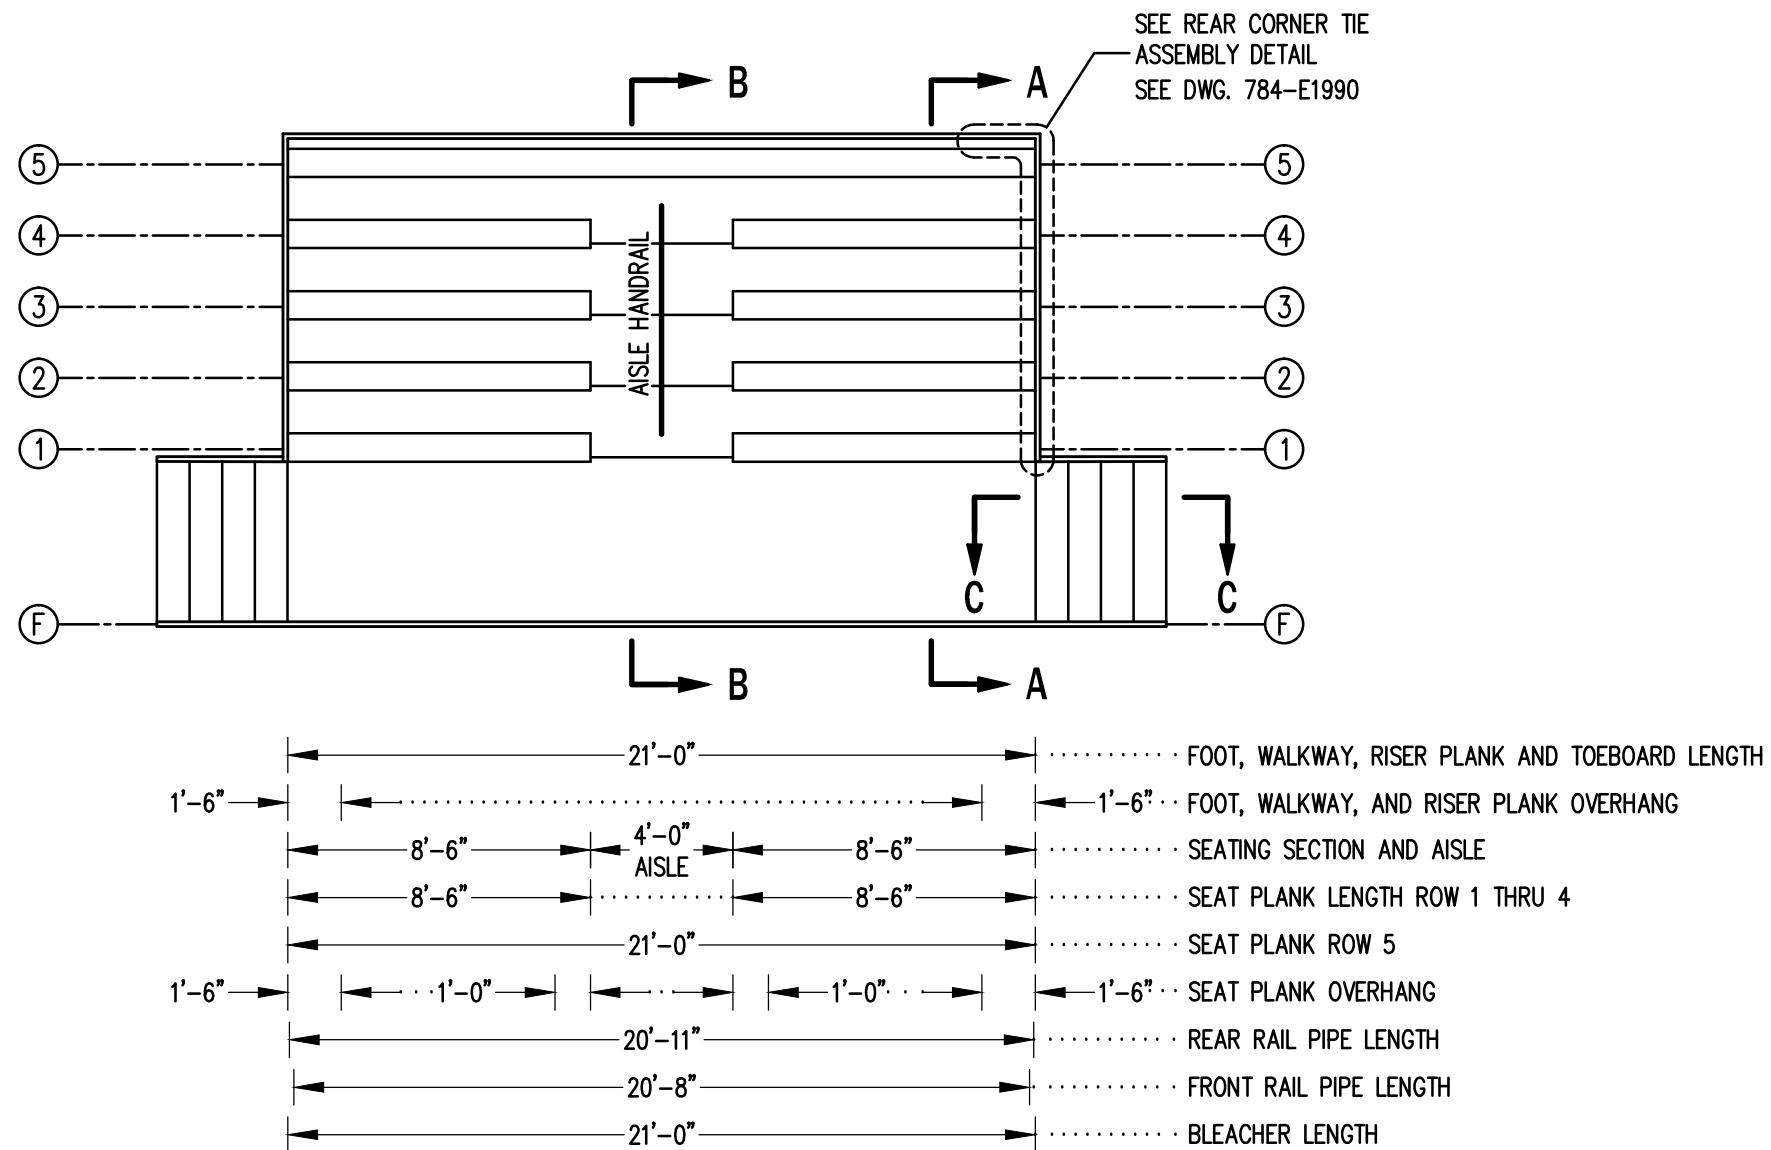 SEE REAR CORNER TIE
ASSEMBLY DETAIL
SEE DWG. 784-E1990
B A
5 5
4 4
3 3
2 2
1 1
AISLE HANDRAIL
C C
F F
B A
21'-0" FOOT, WALKWAY, RISER PLANK AND TOEBOARD LENGTH
1'-6" 1'-6" FOOT, WALKWAY, AND RISER PLANK OVERHANG
8'-6" 4'-0" 8'-6" SEATING SECTION AND AISLE
AISLE
8'-6" 8'-6" SEAT PLANK LENGTH ROW 1 THRU 4
21'-0" SEAT PLANK ROW 5
1'-6" 1'-0" 1'-0" 1'-6" SEAT PLANK OVERHANG
20'-11" REAR RAIL PIPE LENGTH
20'-8" FRONT RAIL PIPE LENGTH
21'-0" BLEACHER LENGTH